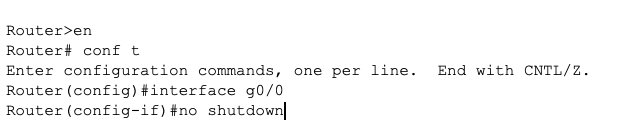 Router>en
Router# conf t
Enter configuration commands, one per line.  End with CNTL/Z.
Router(config)#interface g0/0
Router(config-if)#no shutdown